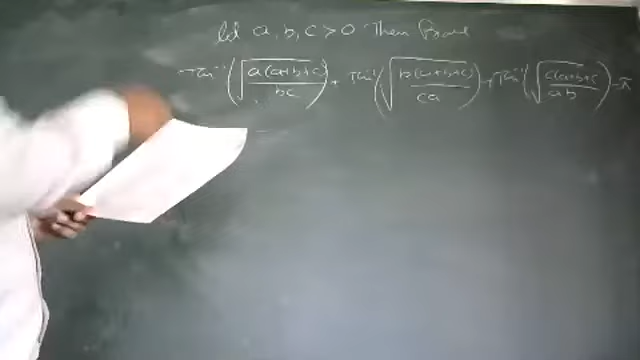 let a, b, c > 0 Then Prove
Tan⁻¹(√(a(a+b+c)/bc)) + Tan⁻¹(√(b(a+b+c)/ca)) + Tan⁻¹(√(c(a+b+c)/ab)) = π